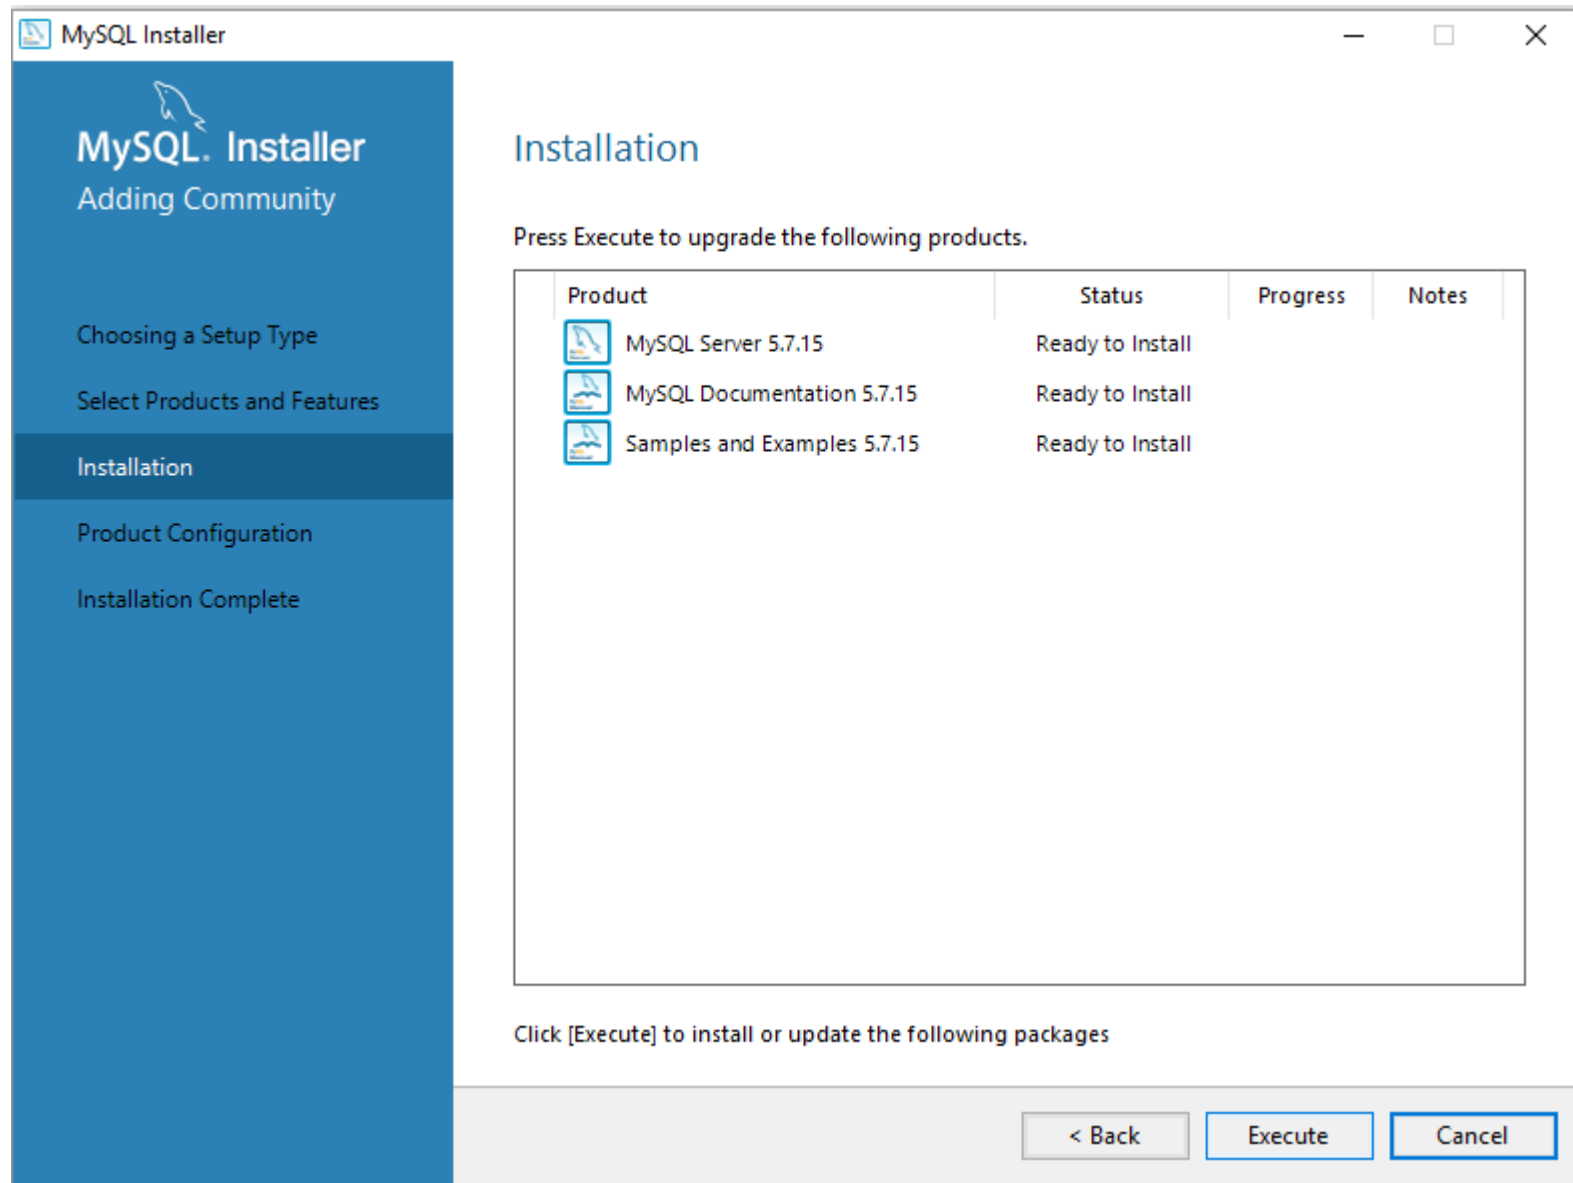 MySQL Installer
MySQL. Installer
Adding Community
Choosing a Setup Type
Select Products and Features
Installation
Product Configuration
Installation Complete
Installation
Press Execute to upgrade the following products.
Product Status Progress Notes
MySQL Server 5.7.15 Ready to Install
MySQL Documentation 5.7.15 Ready to Install
Samples and Examples 5.7.15 Ready to Install
Click [Execute] to install or update the following packages
< Back Execute Cancel